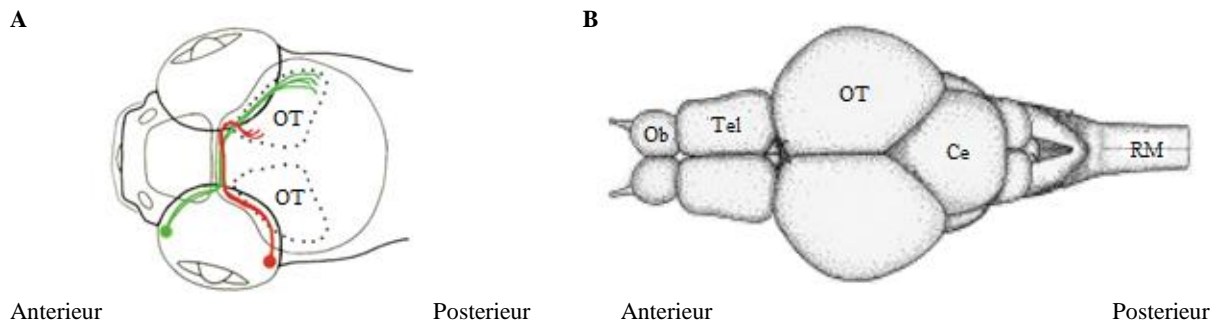 A
B
OT
OT
Ob
Tel
OT
Ce
RM
Anterieur
Posterieur
Anterieur
Posterieur